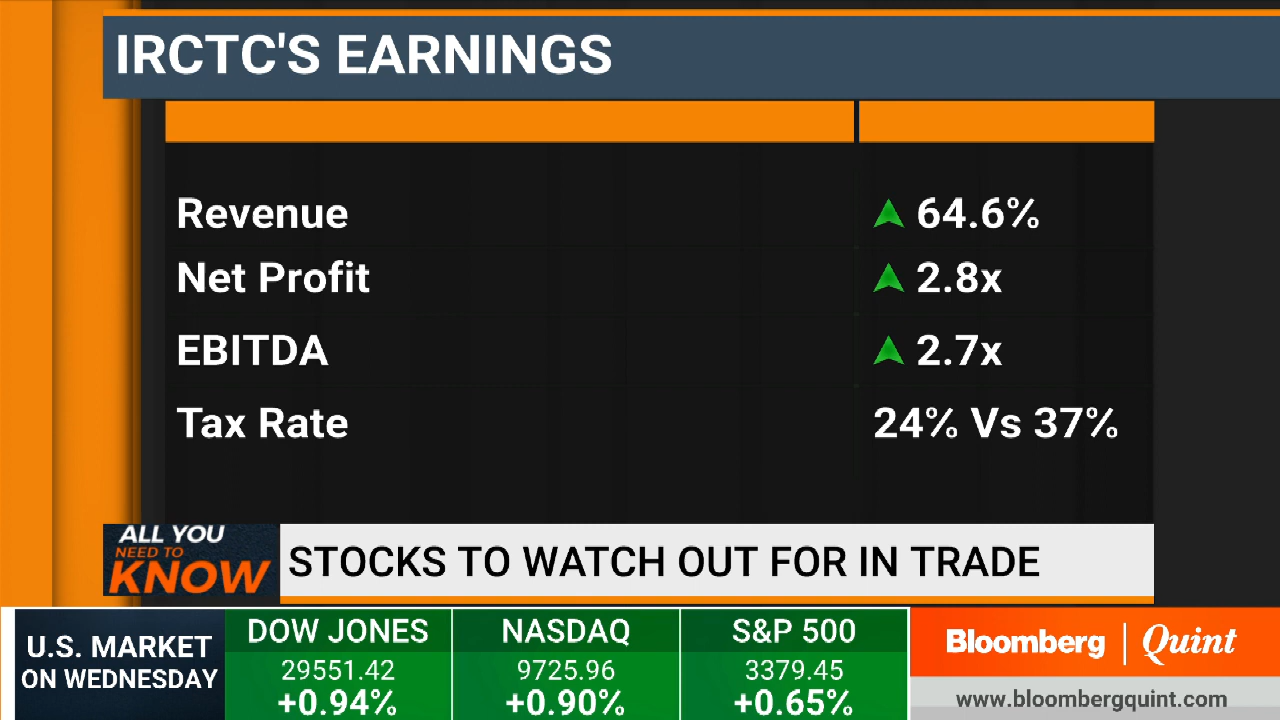 IRCTC'S EARNINGS
Revenue ▲ 64.6%
Net Profit ▲ 2.8x
EBITDA ▲ 2.7x
Tax Rate 24% Vs 37%
ALL YOU
NEED TO
KNOW
STOCKS TO WATCH OUT FOR IN TRADE
U.S. MARKET
ON WEDNESDAY
DOW JONES
29551.42
+0.94%
NASDAQ
9725.96
+0.90%
S&P 500
3379.45
+0.65%
Bloomberg | Quint
www.bloombergquint.com